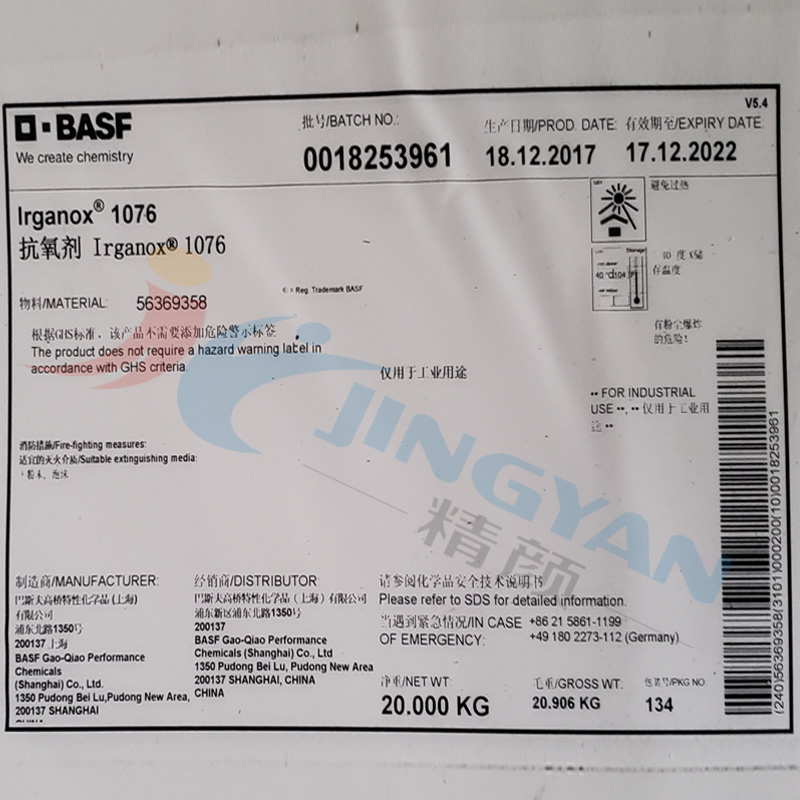 V5.4
BASF
We create chemistry
批号/BATCH NO.:
0018253961
生产日期/PROD. DATE:
18.12.2017
有效期至/EXPIRY DATE:
17.12.2022
Irganox® 1076
抗氧剂 Irganox® 1076
避免过热
40 度 X储
存温度
® = Reg. Trademark BASF
物料/MATERIAL: 56369358
根据GHS标准，该产品不需要添加危险警示标签。
The product does not require a hazard warning label in
accordance with GHS criteria.
有粉尘爆炸
的危险!
仅用于工业用途
•• FOR INDUSTRIAL
USE ••, •• 仅用于工业用
途 ••
消防措施/Fire-fighting measures:
适宜的灭火介质/Suitable extinguishing media:
粉末，泡沫
制造商/MANUFACTURER:
巴斯夫高桥特性化学品(上海)
有限公司
浦东北路1350号
200137 上海
BASF Gao-Qiao Performance
Chemicals
(Shanghai) Co., Ltd.
1350 Pudong Bei Lu,Pudong New Area,
200137 SHANGHAI
经销商/DISTRIBUTOR
巴斯夫高桥特性化学品（上海）有限公司
浦东新区浦东北路1350号
200137
BASF Gao-Qiao Performance
Chemicals (Shanghai) Co., Ltd
1350 Pudong Bei Lu, Pudong New Area
200137 SHANGHAI, CHINA
CHINA
请参阅化学品安全技术说明书
Please refer to SDS for detailed information.
当遇到紧急情况/IN CASE
OF EMERGENCY:
+86 21 5861-1199
+49 180 2273-112 (Germany)
净重/NET WT:
20.000 KG
毛重/GROSS WT:
20.906 KG
包装号/PKG NO.
134
(240)56369358(3101)000200(10)0018253961
JINGYAN
精颜